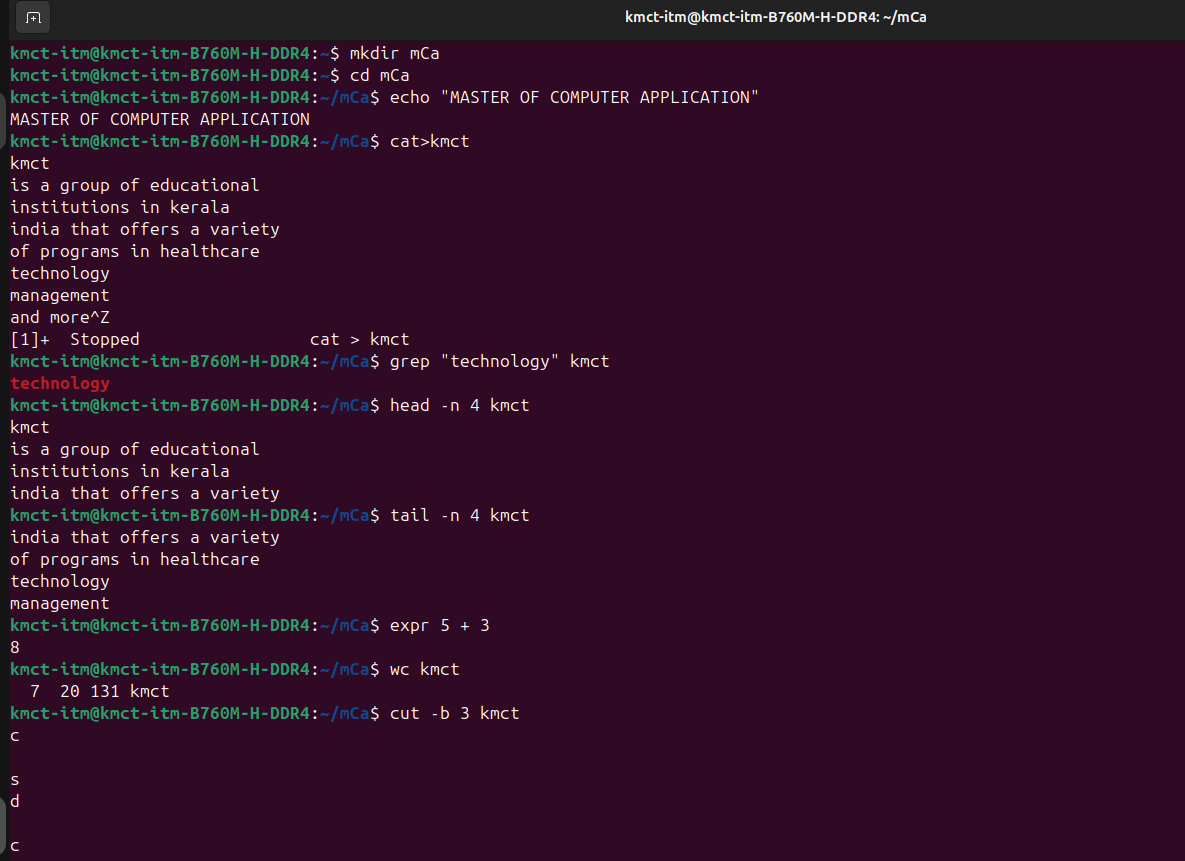 kmct-itm@kmct-itm-B760M-H-DDR4: ~/mCa
kmct-itm@kmct-itm-B760M-H-DDR4:~$ mkdir mCa
kmct-itm@kmct-itm-B760M-H-DDR4:~$ cd mCa
kmct-itm@kmct-itm-B760M-H-DDR4:~/mCa$ echo "MASTER OF COMPUTER APPLICATION"
MASTER OF COMPUTER APPLICATION
kmct-itm@kmct-itm-B760M-H-DDR4:~/mCa$ cat>kmct
kmct
is a group of educational
institutions in kerala
india that offers a variety
of programs in healthcare
technology
management
and more^Z
[1]+  Stopped                 cat > kmct
kmct-itm@kmct-itm-B760M-H-DDR4:~/mCa$ grep "technology" kmct
technology
kmct-itm@kmct-itm-B760M-H-DDR4:~/mCa$ head -n 4 kmct
kmct
is a group of educational
institutions in kerala
india that offers a variety
kmct-itm@kmct-itm-B760M-H-DDR4:~/mCa$ tail -n 4 kmct
india that offers a variety
of programs in healthcare
technology
management
kmct-itm@kmct-itm-B760M-H-DDR4:~/mCa$ expr 5 + 3
8
kmct-itm@kmct-itm-B760M-H-DDR4:~/mCa$ wc kmct
  7  20 131 kmct
kmct-itm@kmct-itm-B760M-H-DDR4:~/mCa$ cut -b 3 kmct
c

s
d

c